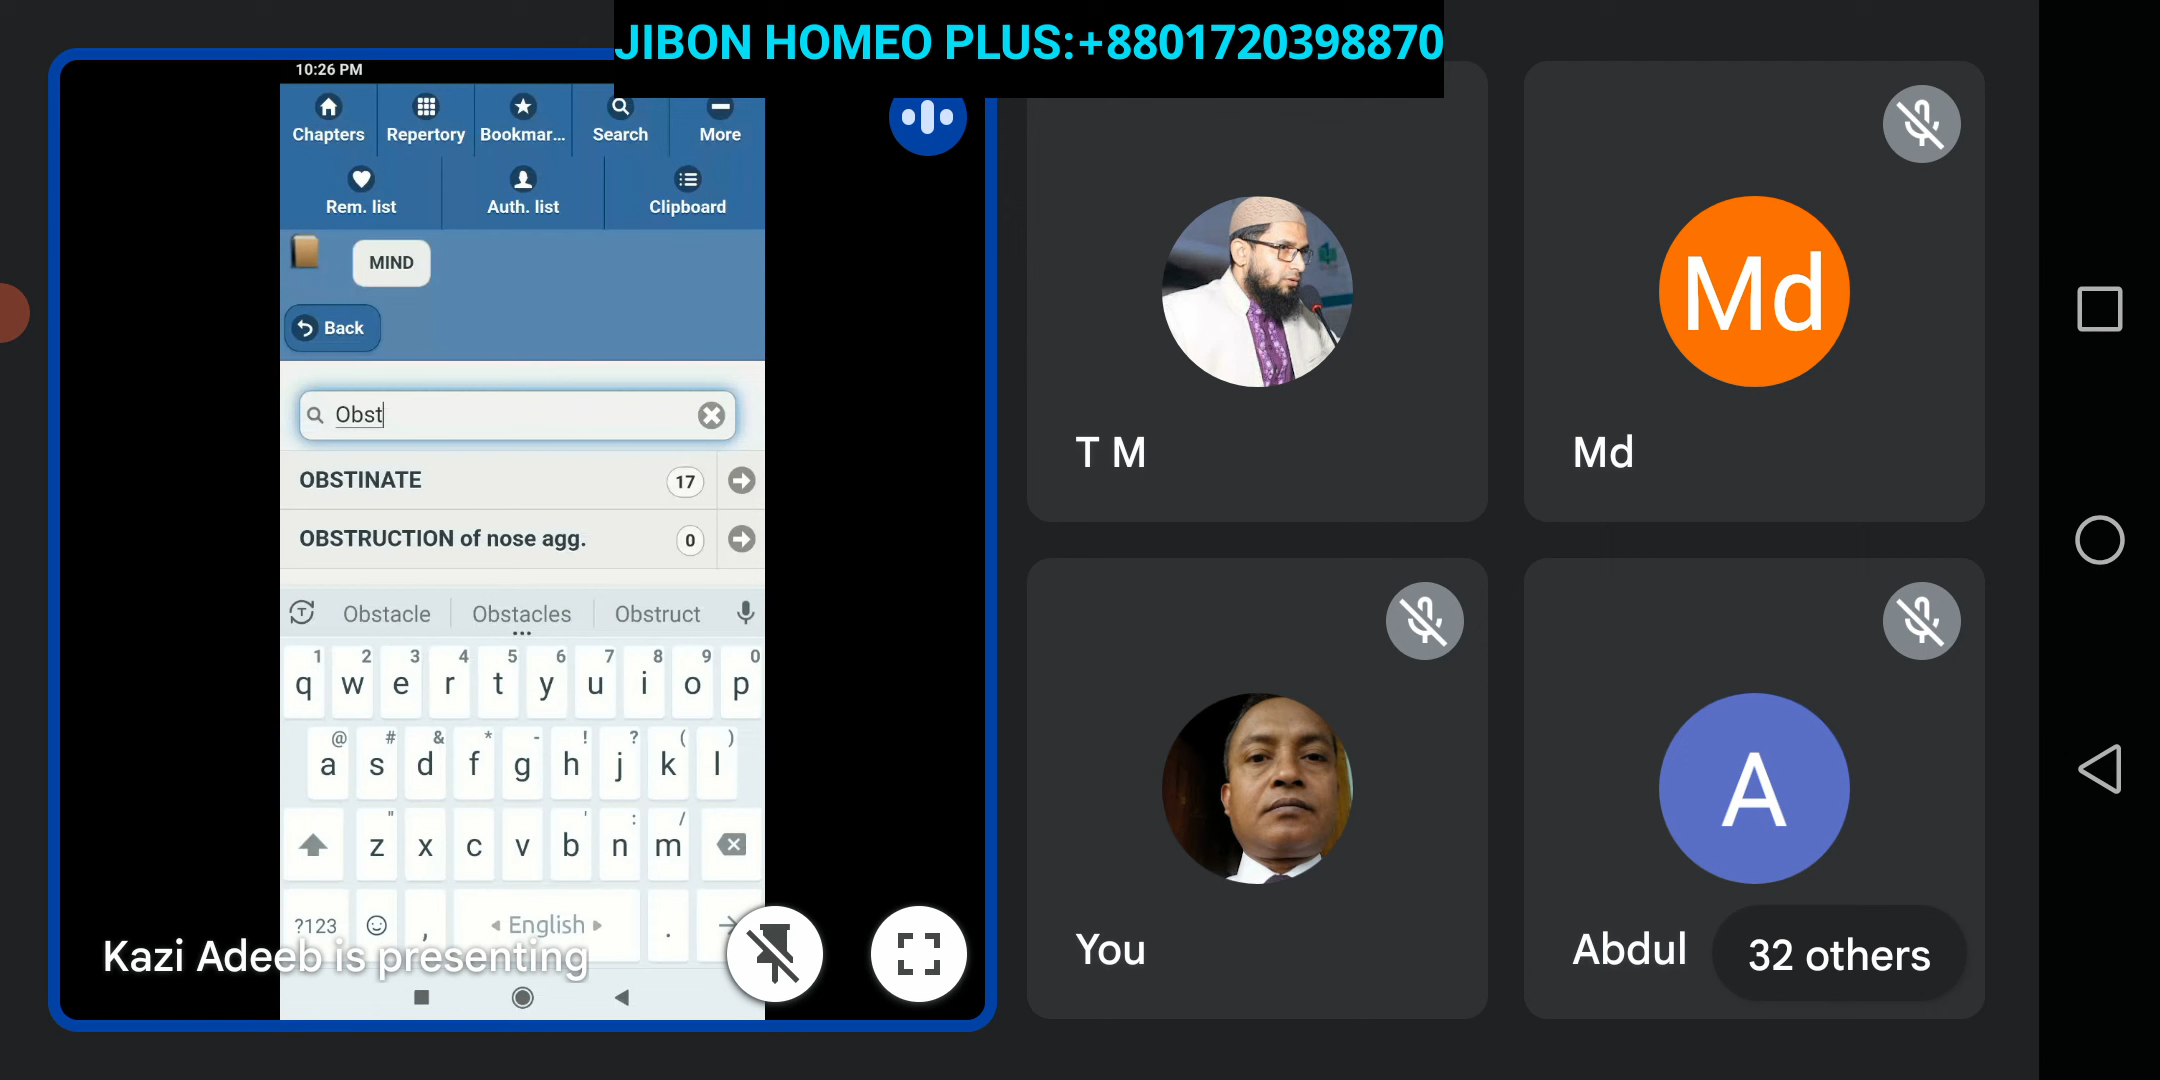 JIBON HOMEO PLUS:+8801720398870
10:26 PM
Chapters
Repertory
Bookmar...
Search
More
Rem. list
Auth. list
Clipboard
MIND
Back
Obst
OBSTINATE 17
OBSTRUCTION of nose agg. 0
Obstacle Obstacles Obstruct
1 2 3 4 5 6 7 8 9 0
q w e r t y u i o p
@ # & * - ! ? ( )
a s d f g h j k l
" ' : /
z x c v b n m
?123 , English .
Kazi Adeeb is presenting
T M
Md
Md
You
A
Abdul
32 others